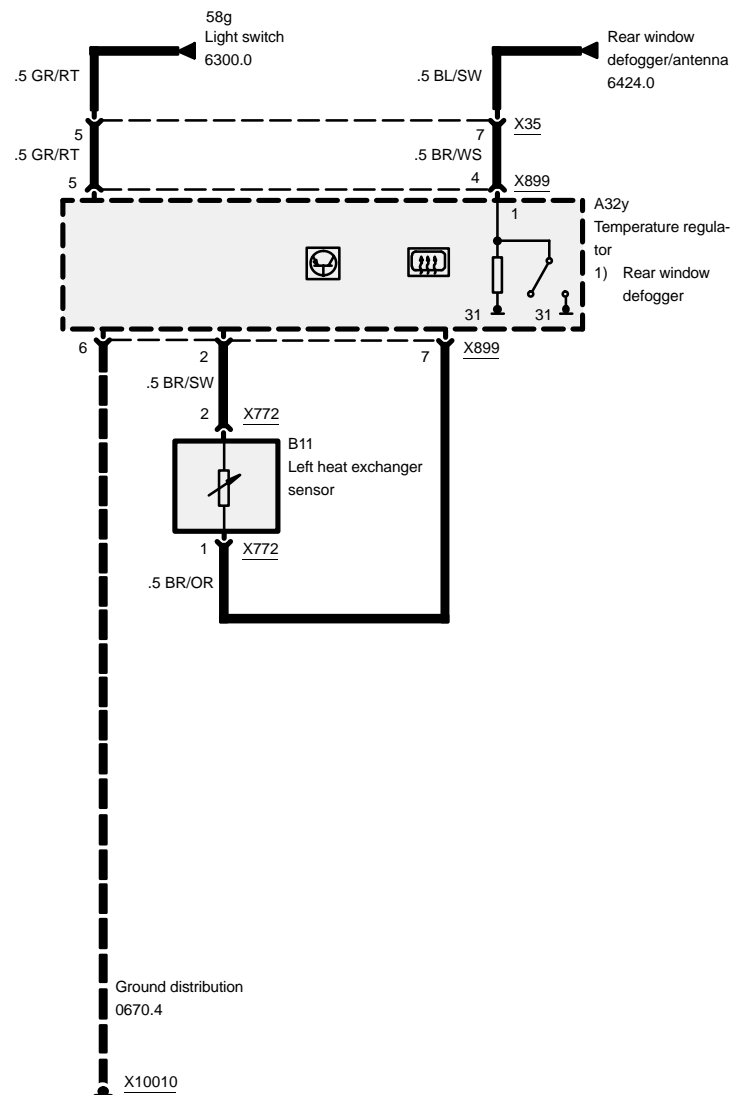 58g
Light switch
6300.0
Rear window
defogger/antenna
6424.0
.5 GR/RT
.5 BL/SW
5
7
X35
.5 GR/RT
.5 BR/WS
5
4
X899
A32y
Temperature regula-
tor
1) Rear window
defogger
1
31
31
6
2
7
X899
.5 BR/SW
2
X772
B11
Left heat exchanger
sensor
1
X772
.5 BR/OR
Ground distribution
0670.4
X10010